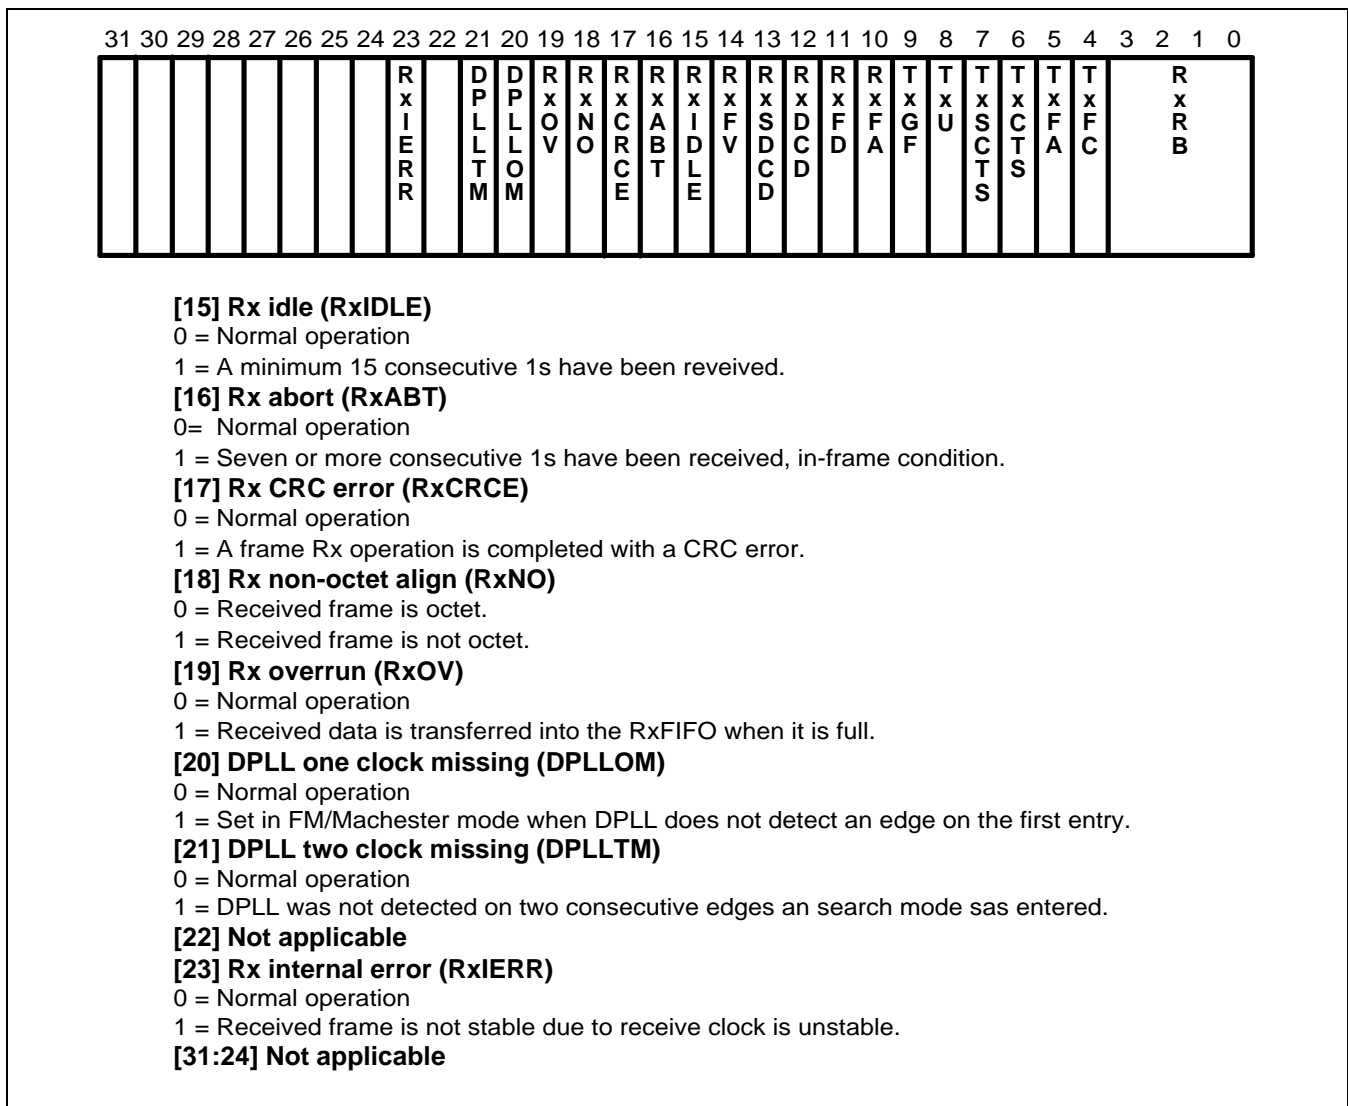 31 30 29 28 27 26 25 24 23 22 21 20 19 18 17 16 15 14 13 12 11 10 9 8 7 6 5 4 3 2 1 0
RxIERR DPLLTM DPLLOM RxOV RxNO RxCRCE RxABT RxIDLE RxFV RxSDCD RxDCD RxFD RxFA TxGF TxU TxSCTS TxCTS TxFA TxFC RxRB
[15] Rx idle (RxIDLE)
0 = Normal operation
1 = A minimum 15 consecutive 1s have been reveived.
[16] Rx abort (RxABT)
0=  Normal operation
1 = Seven or more consecutive 1s have been received, in-frame condition.
[17] Rx CRC error (RxCRCE)
0 = Normal operation
1 = A frame Rx operation is completed with a CRC error.
[18] Rx non-octet align (RxNO)
0 = Received frame is octet.
1 = Received frame is not octet.
[19] Rx overrun (RxOV)
0 = Normal operation
1 = Received data is transferred into the RxFIFO when it is full.
[20] DPLL one clock missing (DPLLOM)
0 = Normal operation
1 = Set in FM/Machester mode when DPLL does not detect an edge on the first entry.
[21] DPLL two clock missing (DPLLTM)
0 = Normal operation
1 = DPLL was not detected on two consecutive edges an search mode sas entered.
[22] Not applicable
[23] Rx internal error (RxIERR)
0 = Normal operation
1 = Received frame is not stable due to receive clock is unstable.
[31:24] Not applicable